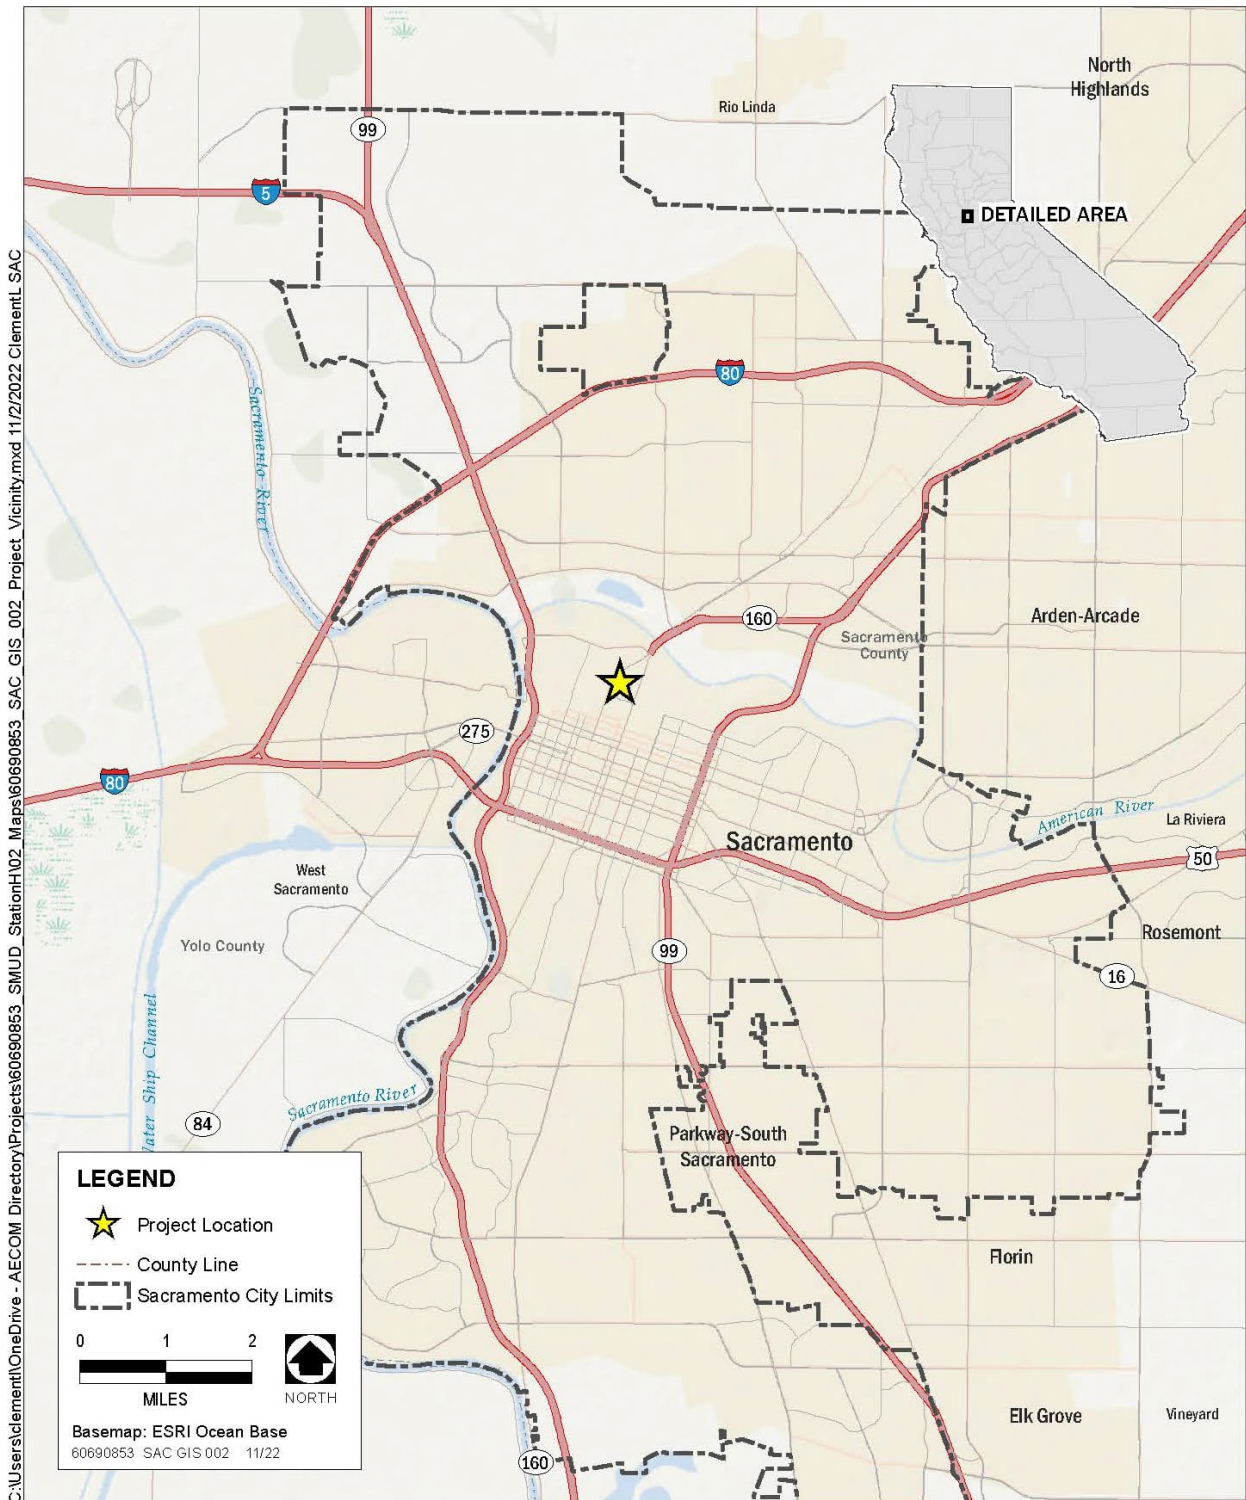 C:\Users\clementl\OneDrive - AECOM Directory\Projects\60690853_SMUD_StationH\02_Maps\60690853_SAC_GIS_002_Project_Vicinity.mxd 11/2/2022 ClementL SAC
North
Highlands
Rio Linda
99
5
DETAILED AREA
80
Sacramento River
160
Arden-Arcade
Sacramento
County
275
80
American River
La Riviera
Sacramento
50
West
Sacramento
Rosemont
Yolo County
99
16
Water Ship Channel
Sacramento River
84
Parkway-South
Sacramento
LEGEND
Project Location
County Line
Sacramento City Limits
0 1 2
MILES
NORTH
Basemap: ESRI Ocean Base
60690853 SAC GIS 002 11/22
Florin
Elk Grove
Vineyard
160